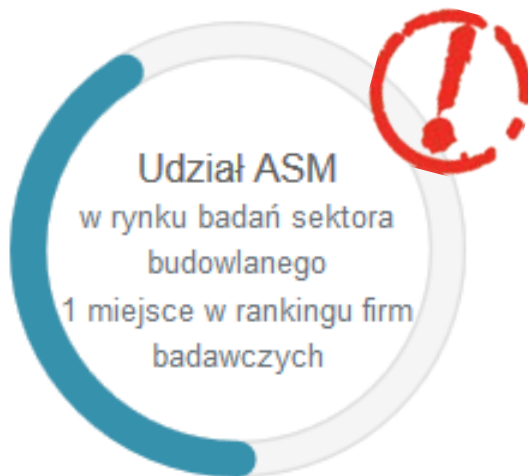 Udział ASM
w rynku badań sektora
budowlanego
1 miejsce w rankingu firm
badawczych